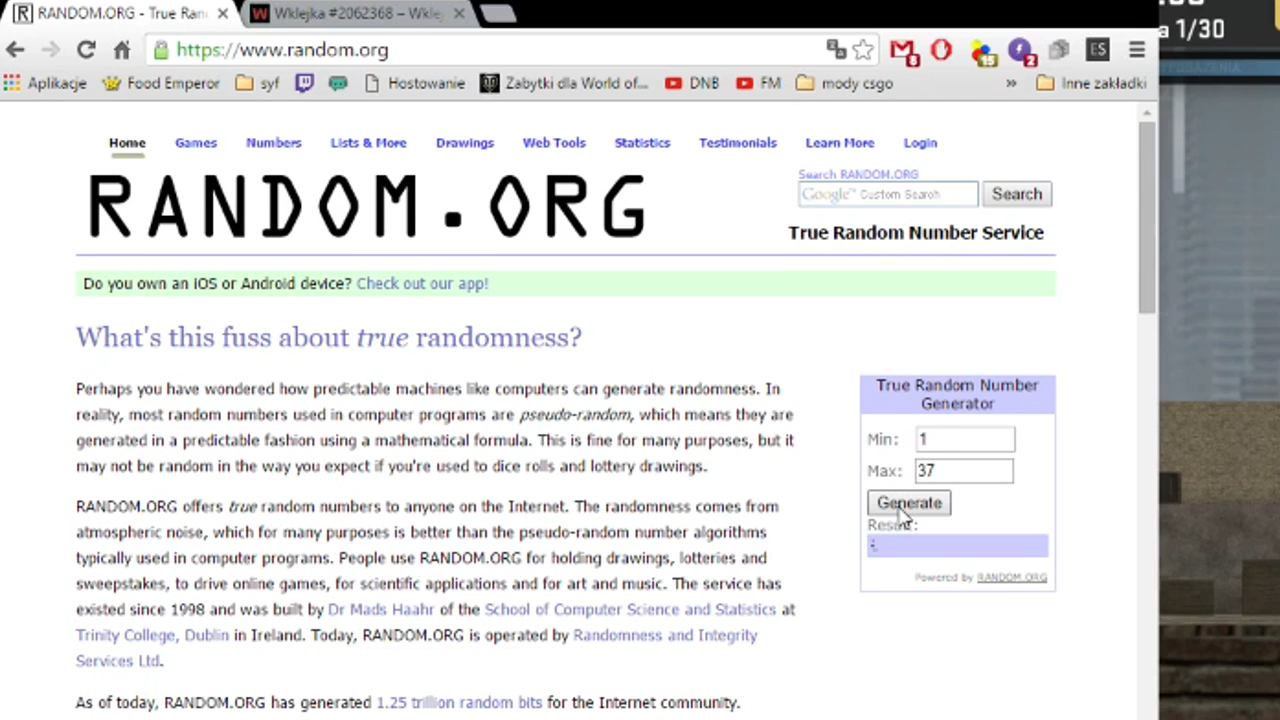 RANDOM.ORG - True Ran
Wklejka #2062368 – Wklej
a 1/30
https://www.random.org
8
15
2
ES
Aplikacje
Food Emperor
syf
Hostowanie
Zabytki dla World of...
DNB
FM
mody csgo
»
Inne zakładki
Home Games Numbers Lists & More Drawings Web Tools Statistics Testimonials Learn More Login
Search RANDOM.ORG
RANDOM.ORG
Google™ Custom Search
Search
True Random Number Service
Do you own an iOS or Android device? Check out our app!
What's this fuss about true randomness?
Perhaps you have wondered how predictable machines like computers can generate randomness. In
reality, most random numbers used in computer programs are pseudo-random, which means they are
generated in a predictable fashion using a mathematical formula. This is fine for many purposes, but it
may not be random in the way you expect if you're used to dice rolls and lottery drawings.
RANDOM.ORG offers true random numbers to anyone on the Internet. The randomness comes from
atmospheric noise, which for many purposes is better than the pseudo-random number algorithms
typically used in computer programs. People use RANDOM.ORG for holding drawings, lotteries and
sweepstakes, to drive online games, for scientific applications and for art and music. The service has
existed since 1998 and was built by Dr Mads Haahr of the School of Computer Science and Statistics at
Trinity College, Dublin in Ireland. Today, RANDOM.ORG is operated by Randomness and Integrity
Services Ltd.
As of today, RANDOM.ORG has generated 1.25 trillion random bits for the Internet community.
True Random Number
Generator
Min: 1
Max: 37
Generate
Result:
Powered by RANDOM.ORG